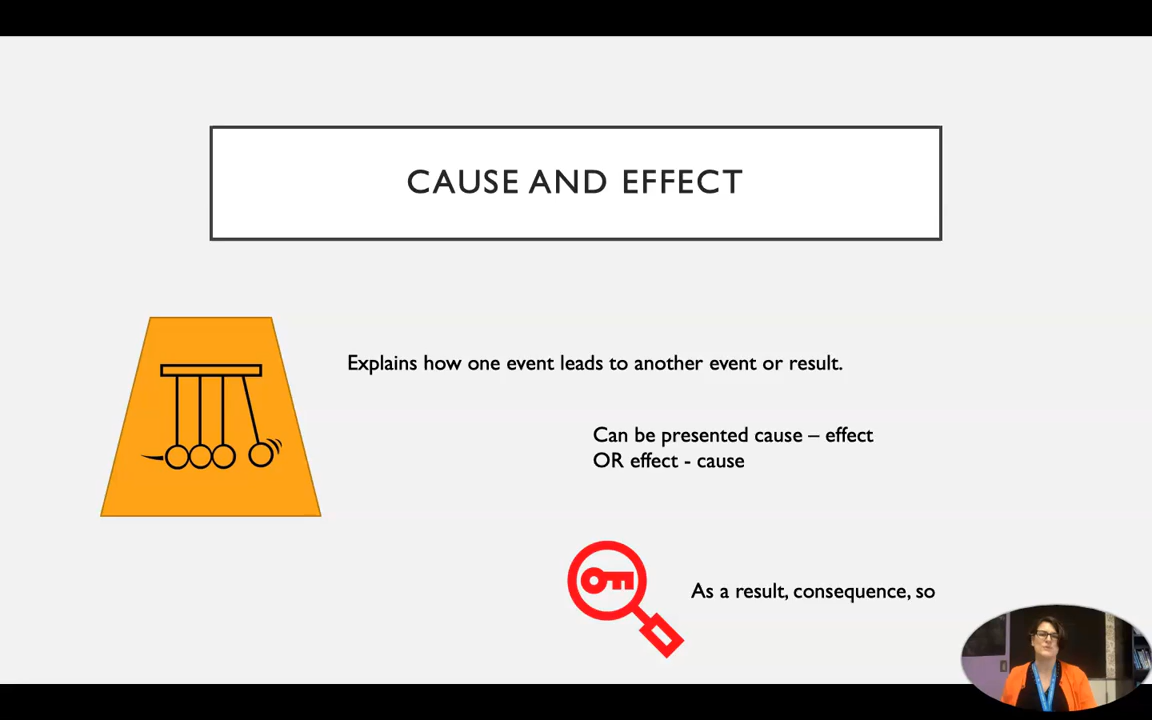 CAUSE AND EFFECT
Explains how one event leads to another event or result.
Can be presented cause – effect
OR effect - cause
As a result, consequence, so